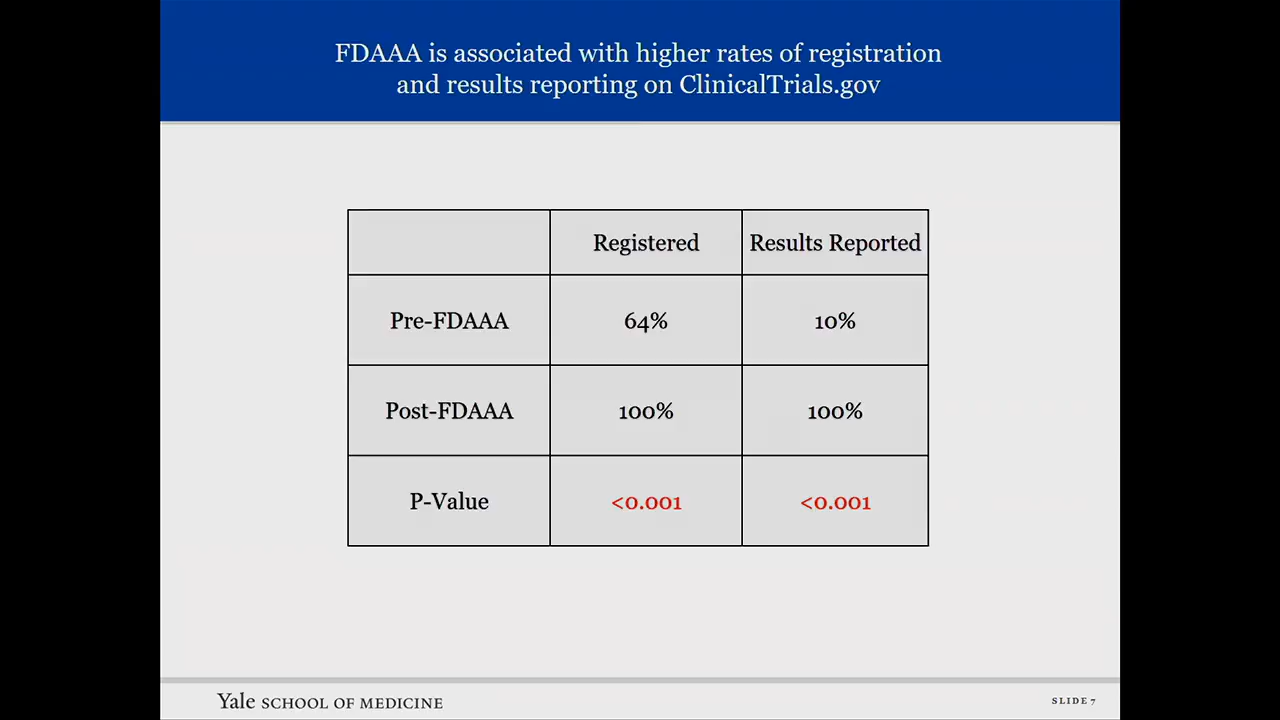 FDAAA is associated with higher rates of registration
and results reporting on ClinicalTrials.gov
Registered Results Reported
Pre-FDAAA 64% 10%
Post-FDAAA 100% 100%
P-Value <0.001 <0.001
Yale SCHOOL OF MEDICINE
SLIDE 7